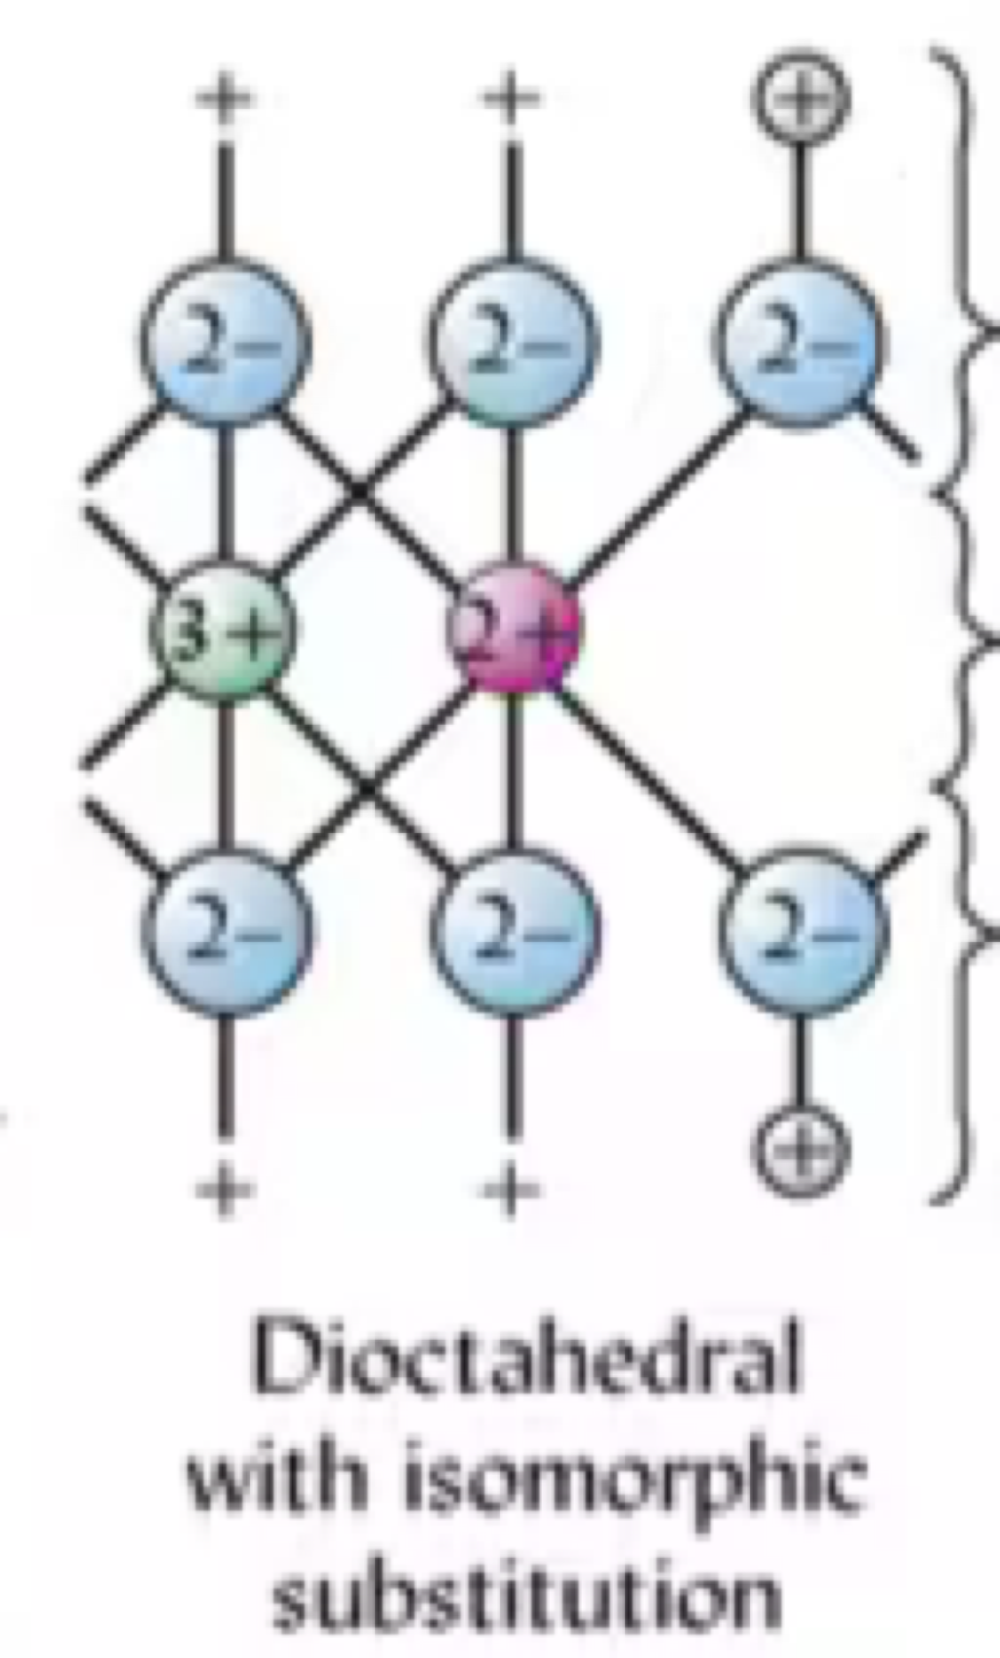 + + +
2– 2– 2–
3+ 2+
2– 2– 2–
+
+ +
Dioctahedral
with isomorphic
substitution